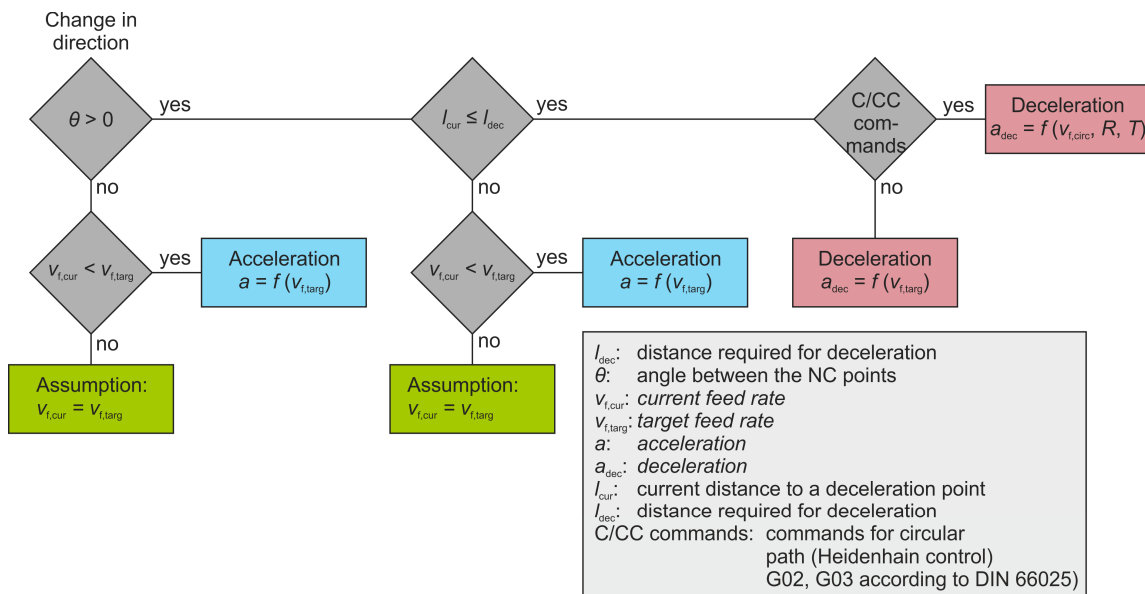 Change in
direction
θ > 0
yes
l_cur ≤ l_dec
yes
C/CC
com-
mands
yes
Deceleration
a_dec = f (v_f,circ, R, T)
no
no
no
v_f,cur < v_f,targ
yes
Acceleration
a = f (v_f,targ)
v_f,cur < v_f,targ
yes
Acceleration
a = f (v_f,targ)
Deceleration
a_dec = f (v_f,targ)
no
no
Assumption:
v_f,cur = v_f,targ
Assumption:
v_f,cur = v_f,targ
l_dec: distance required for deceleration
θ: angle between the NC points
v_f,cur: current feed rate
v_f,targ: target feed rate
a: acceleration
a_dec: deceleration
l_cur: current distance to a deceleration point
l_dec: distance required for deceleration
C/CC commands: commands for circular
path (Heidenhain control)
G02, G03 according to DIN 66025)